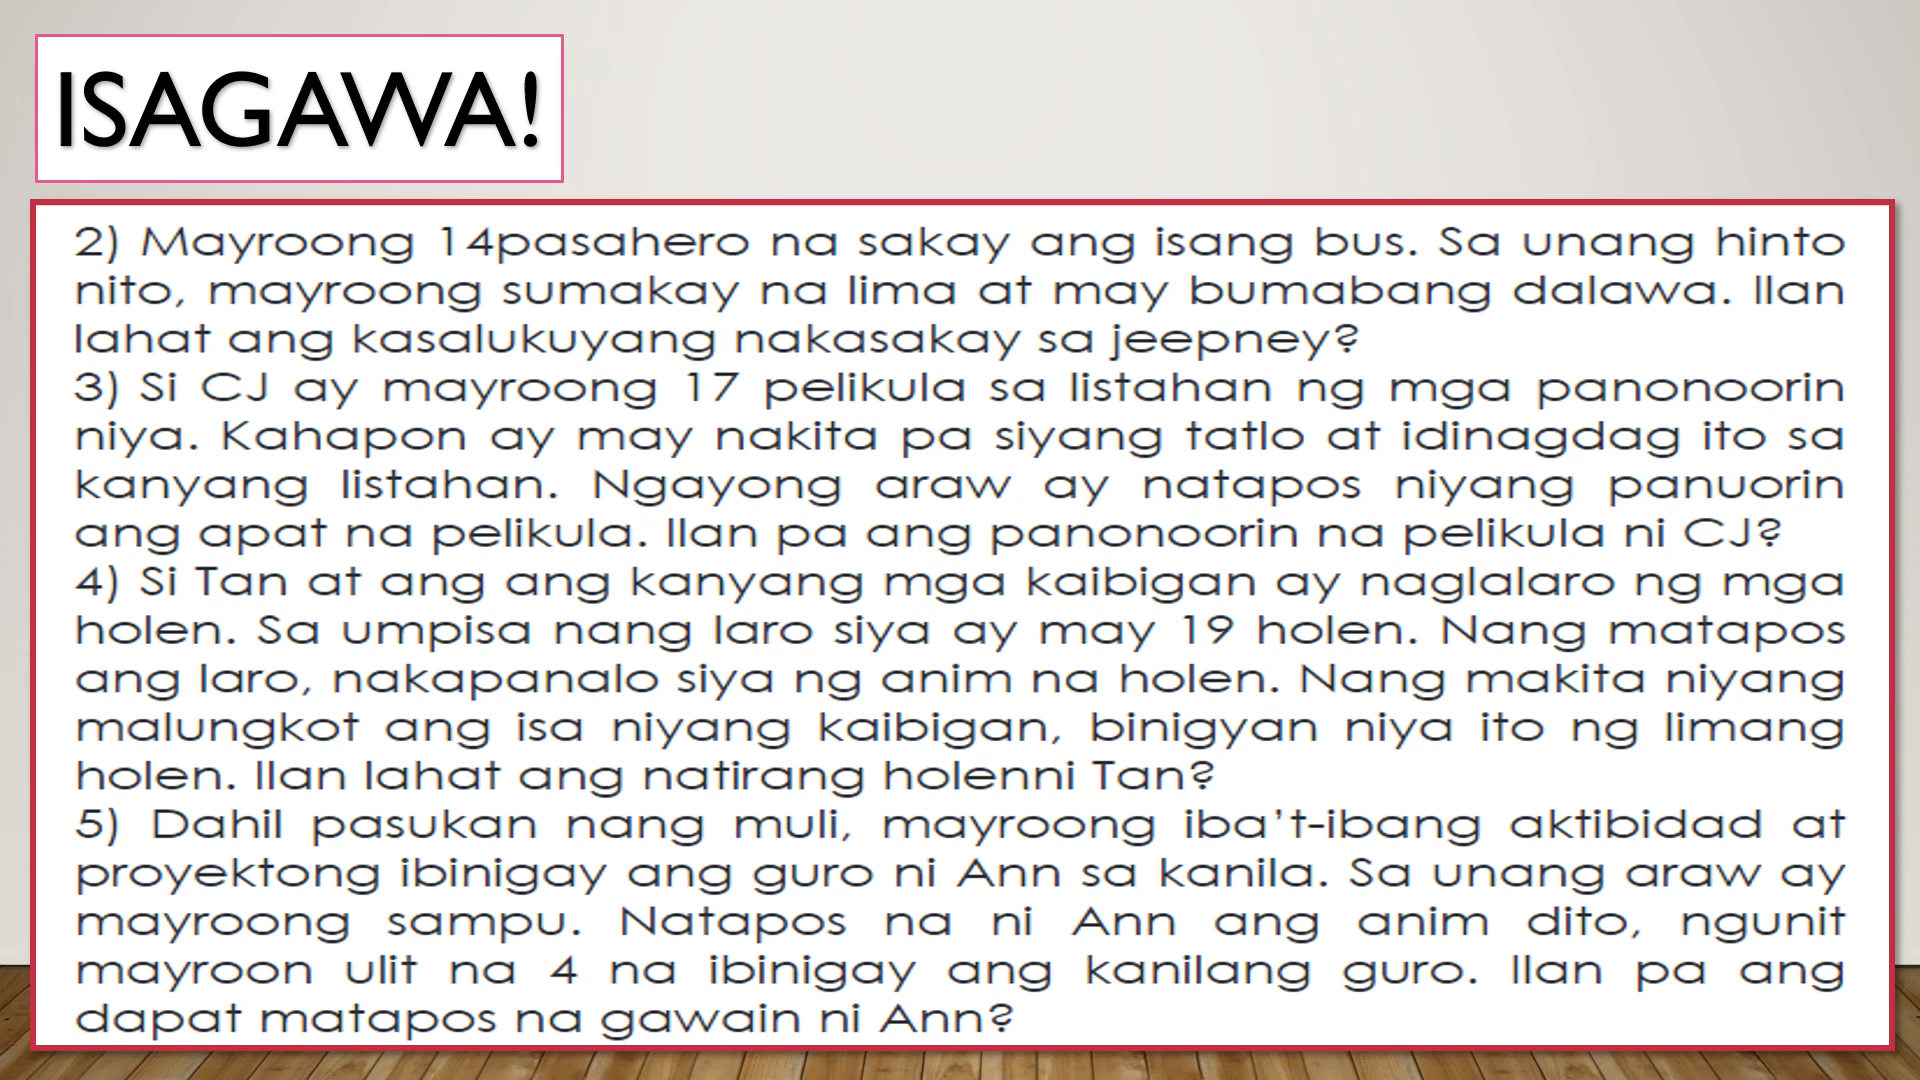 ISAGAWA!
2) Mayroong 14pasahero na sakay ang isang bus. Sa unang hinto
nito, mayroong sumakay na lima at may bumabang dalawa. Ilan
lahat ang kasalukuyang nakasakay sa jeepney?
3) Si CJ ay mayroong 17 pelikula sa listahan ng mga panonoorin
niya. Kahapon ay may nakita pa siyang tatlo at idinagdag ito sa
kanyang listahan. Ngayong araw ay natapos niyang panuorin
ang apat na pelikula. Ilan pa ang panonoorin na pelikula ni CJ?
4) Si Tan at ang ang kanyang mga kaibigan ay naglalaro ng mga
holen. Sa umpisa nang laro siya ay may 19 holen. Nang matapos
ang laro, nakapanalo siya ng anim na holen. Nang makita niyang
malungkot ang isa niyang kaibigan, binigyan niya ito ng limang
holen. Ilan lahat ang natirang holenni Tan?
5) Dahil pasukan nang muli, mayroong iba't-ibang aktibidad at
proyektong ibinigay ang guro ni Ann sa kanila. Sa unang araw ay
mayroong sampu. Natapos na ni Ann ang anim dito, ngunit
mayroon ulit na 4 na ibinigay ang kanilang guro. Ilan pa ang
dapat matapos na gawain ni Ann?